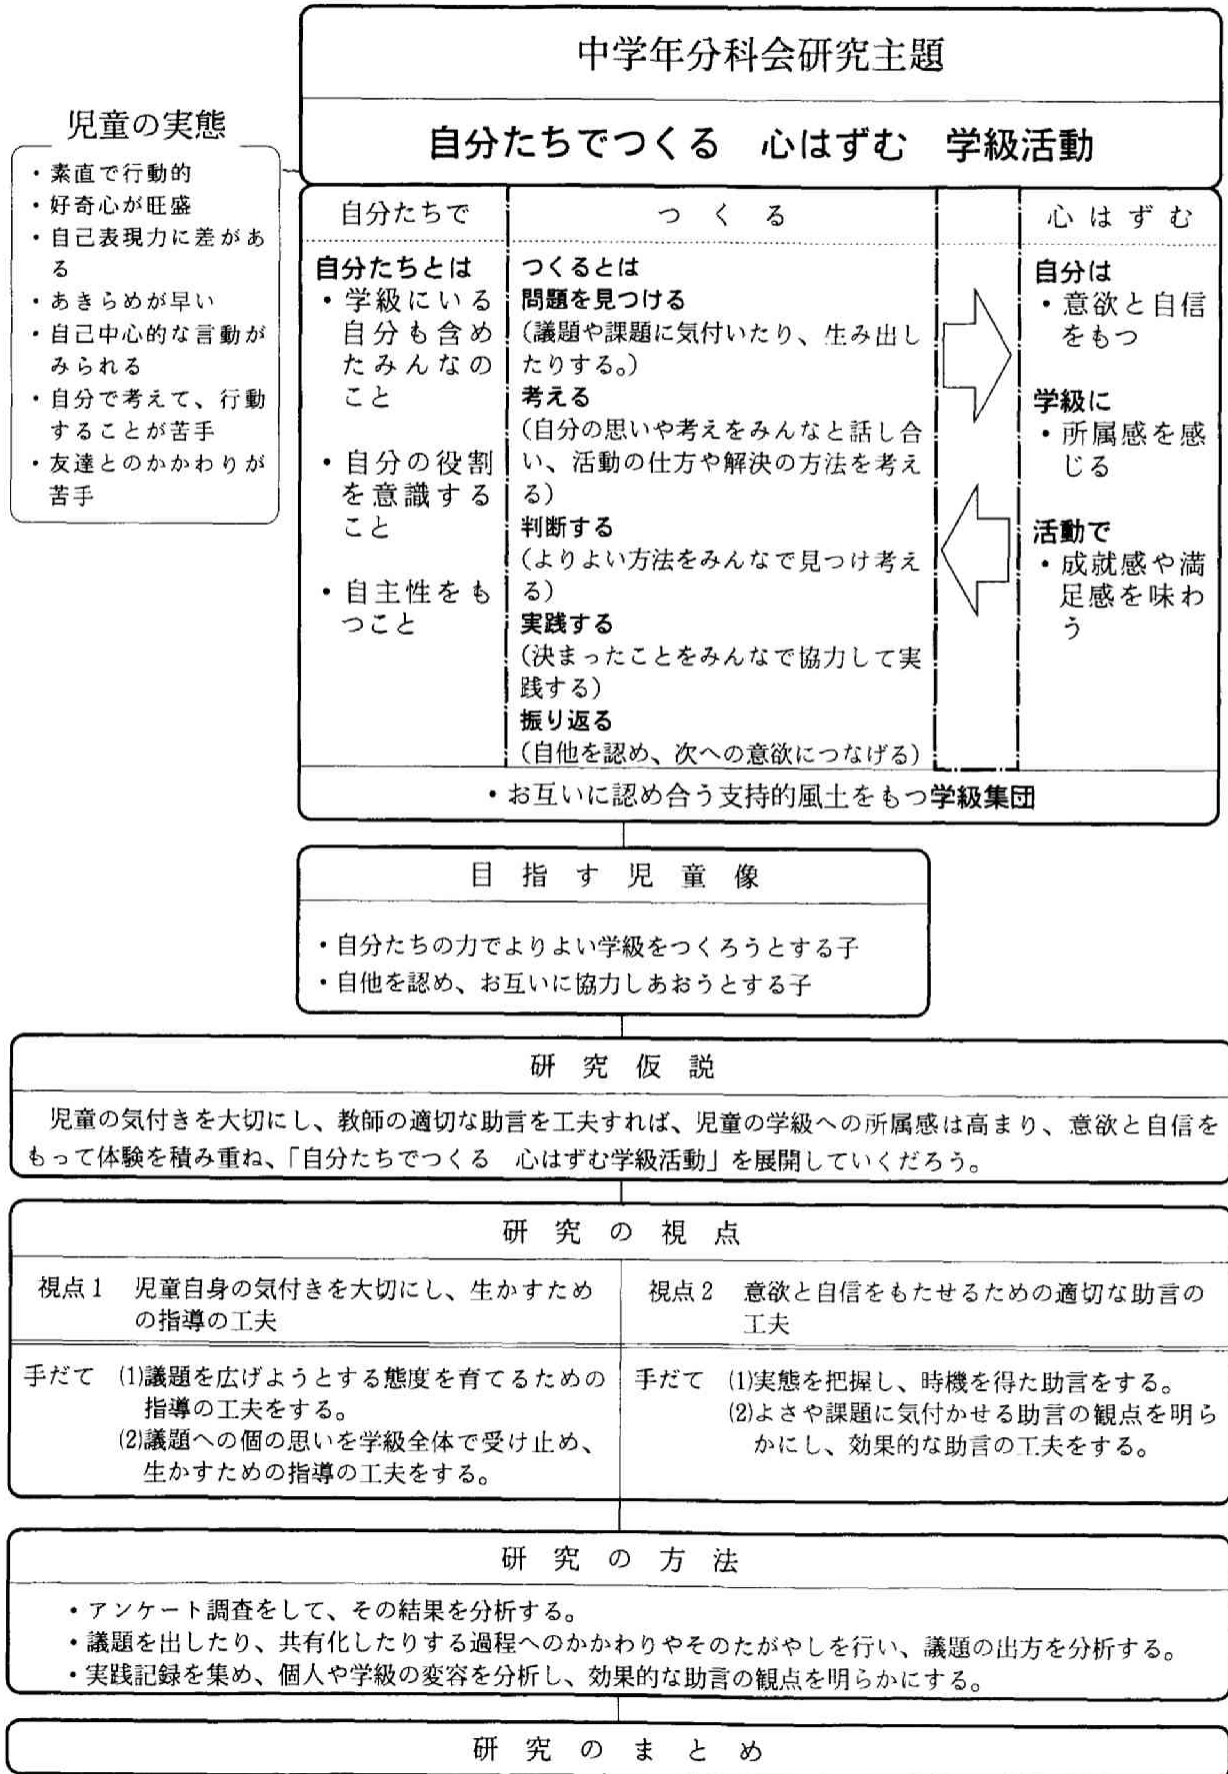 中学年分科会研究主題
自分たちでつくる　心はずむ　学級活動
児童の実態
・素直で行動的
・好奇心が旺盛
・自己表現力に差があ
る
・あきらめが早い
・自己中心的な言動が
みられる
・自分で考えて、行動
することが苦手
・友達とのかかわりが
苦手
自分たちで
自分たちとは
・学級にいる
自分も含め
たみんなの
こと
・自分の役割
を意識する
こと
・自主性をも
つこと
つくる
つくるとは
問題を見つける
(議題や課題に気付いたり、生み出し
たりする。)
考える
(自分の思いや考えをみんなと話し合
い、活動の仕方や解決の方法を考え
る)
判断する
(よりよい方法をみんなで見つけ考え
る)
実践する
(決まったことをみんなで協力して実
践する)
振り返る
(自他を認め、次への意欲につなげる)
心はずむ
自分は
・意欲と自信
をもつ
学級に
・所属感を感
じる
活動で
・成就感や満
足感を味わ
う
・お互いに認め合う支持的風土をもつ学級集団
目指す児童像
・自分たちの力でよりよい学級をつくろうとする子
・自他を認め、お互いに協力しあおうとする子
研究仮説
児童の気付きを大切にし、教師の適切な助言を工夫すれば、児童の学級への所属感は高まり、意欲と自信を
もって体験を積み重ね、「自分たちでつくる　心はずむ学級活動」を展開していくだろう。
研究の視点
視点1　児童自身の気付きを大切にし、生かすため
の指導の工夫
手だて　(1)議題を広げようとする態度を育てるための
指導の工夫をする。
(2)議題への個の思いを学級全体で受け止め、
生かすための指導の工夫をする。
視点2　意欲と自信をもたせるための適切な助言の
工夫
手だて　(1)実態を把握し、時機を得た助言をする。
(2)よさや課題に気付かせる助言の観点を明ら
かにし、効果的な助言の工夫をする。
研究の方法
・アンケート調査をして、その結果を分析する。
・議題を出したり、共有化したりする過程へのかかわりやそのたがやしを行い、議題の出方を分析する。
・実践記録を集め、個人や学級の変容を分析し、効果的な助言の観点を明らかにする。
研究のまとめ